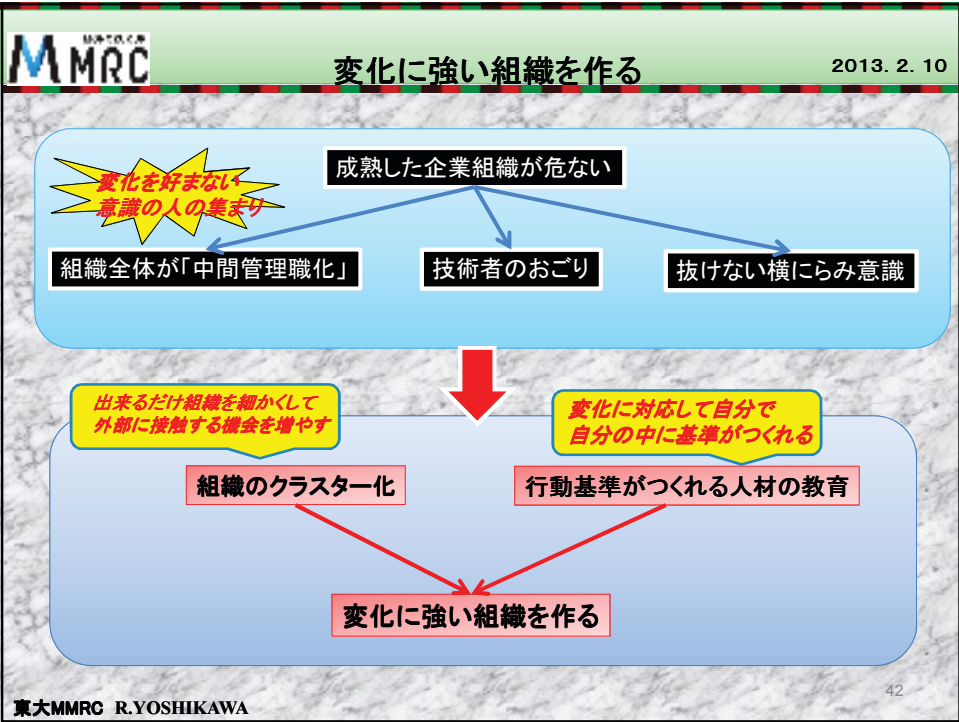 MMRC
変化に強い組織を作る
2013. 2. 10
成熟した企業組織が危ない
変化を好まない
意識の人の集まり
組織全体が「中間管理職化」
技術者のおごり
抜けない横にらみ意識
出来るだけ組織を細かくして
外部に接触する機会を増やす
変化に対応して自分で
自分の中に基準がつくれる
組織のクラスター化
行動基準がつくれる人材の教育
変化に強い組織を作る
42
東大MMRC R.YOSHIKAWA